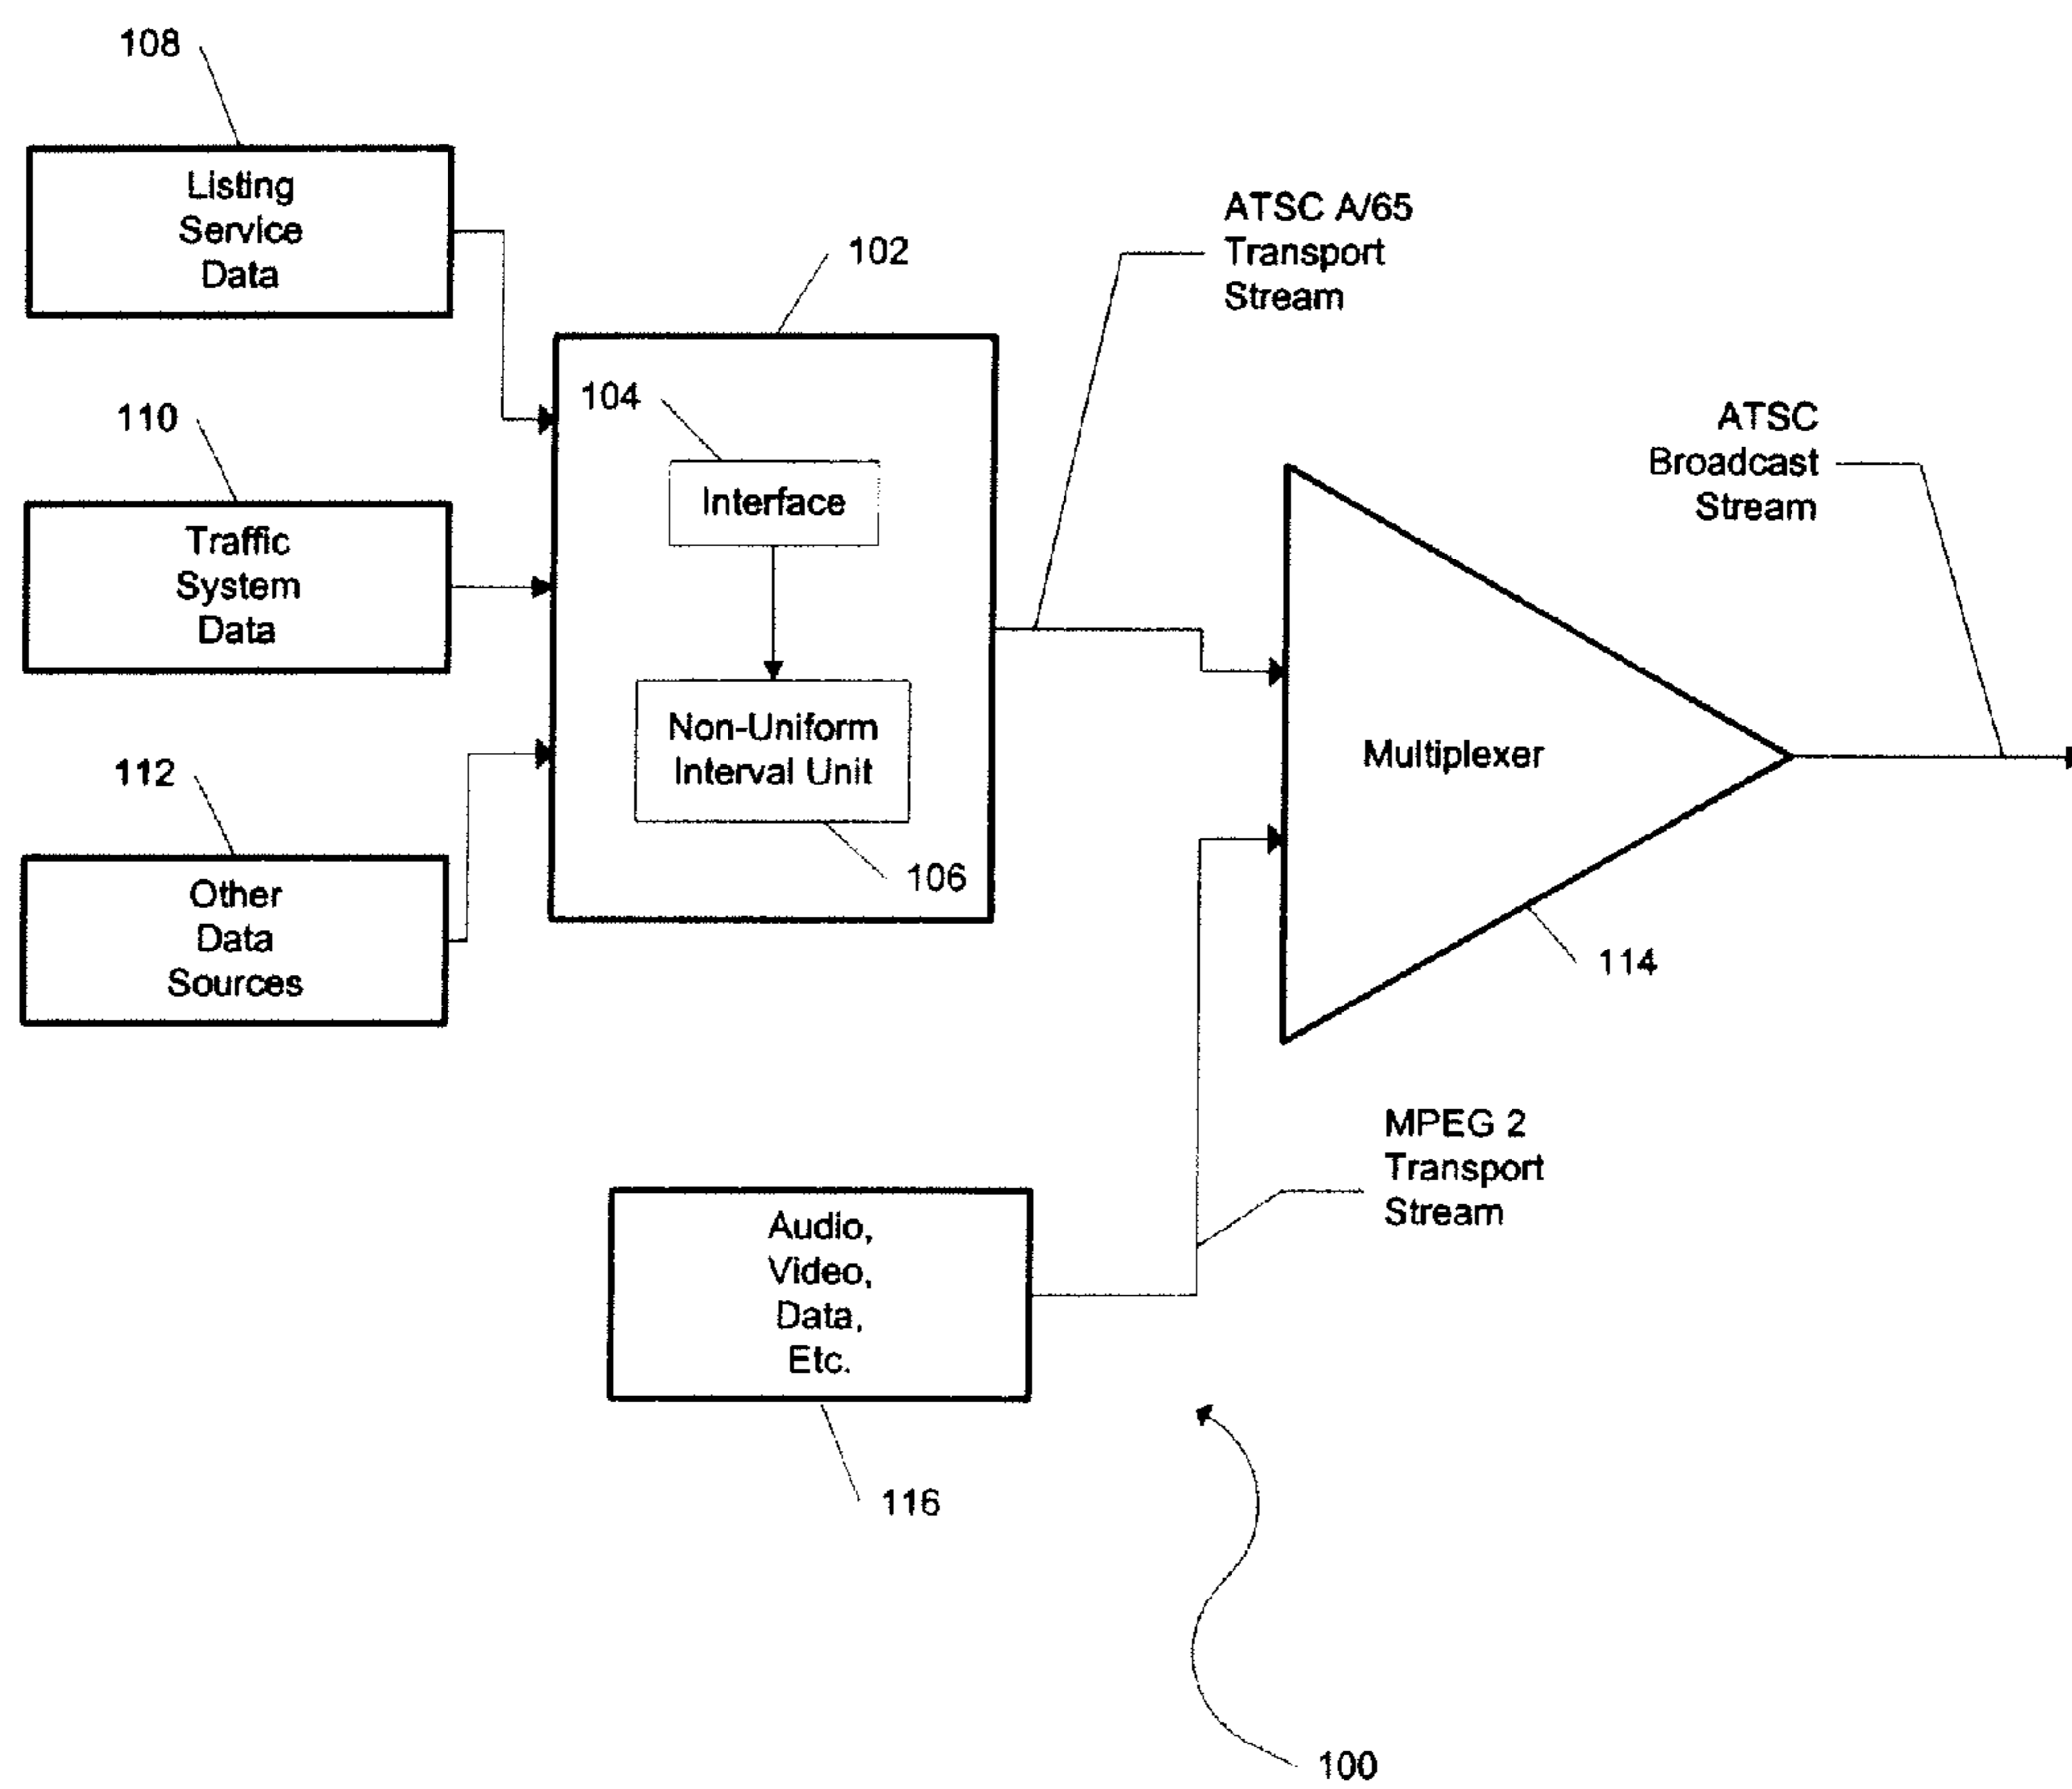 108
Listing
Service
Data
110
Traffic
System
Data
112
Other
Data
Sources
102
104
Interface
Non-Uniform
Interval Unit
106
ATSC A/65
Transport
Stream
ATSC
Broadcast
Stream
Multiplexer
114
MPEG 2
Transport
Stream
Audio,
Video,
Data,
Etc.
116
100